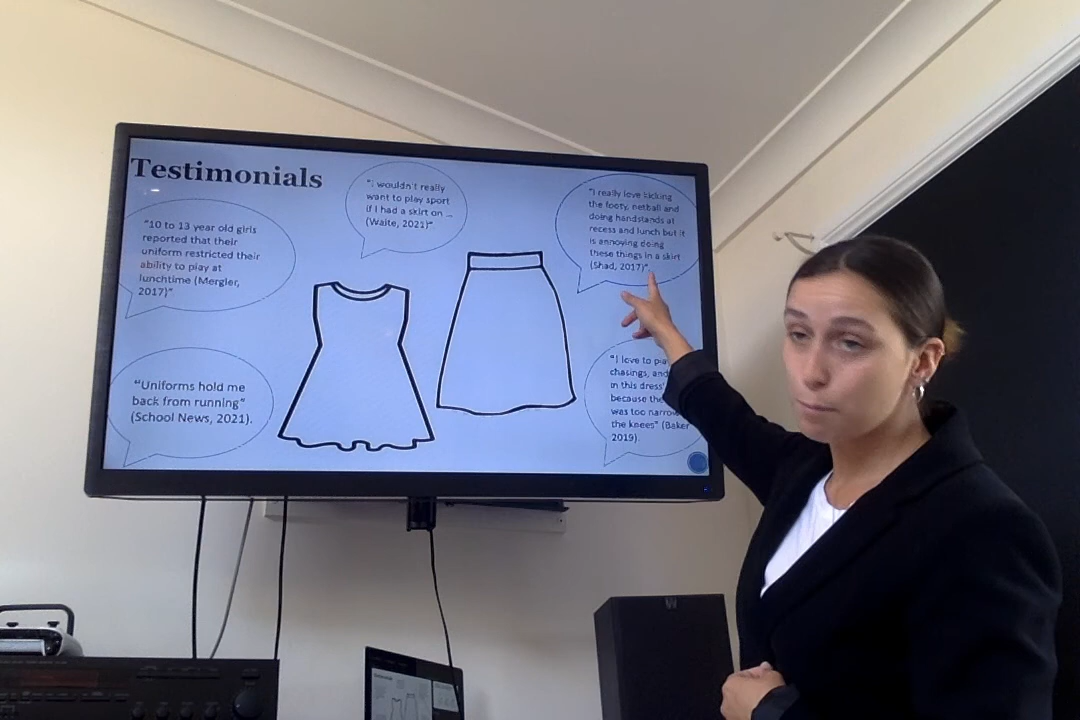 Testimonials
"10 to 13 year old girls
reported that their
uniform restricted their
ability to play at
lunchtime (Mergler,
2017)"
"I wouldn't really
want to play sport
if I had a skirt on ...
(Waite, 2021)"
"I really love kicking
the footy, netball and
doing handstands at
recess and lunch but it
is annoying doing
these things in a skirt
(Shad, 2017)"
"Uniforms hold me
back from running"
(School News, 2021).
"I love to
chasings, and
in this dress
because the
was too narrow
the knees" (Baker
2019).
W
Testimonials